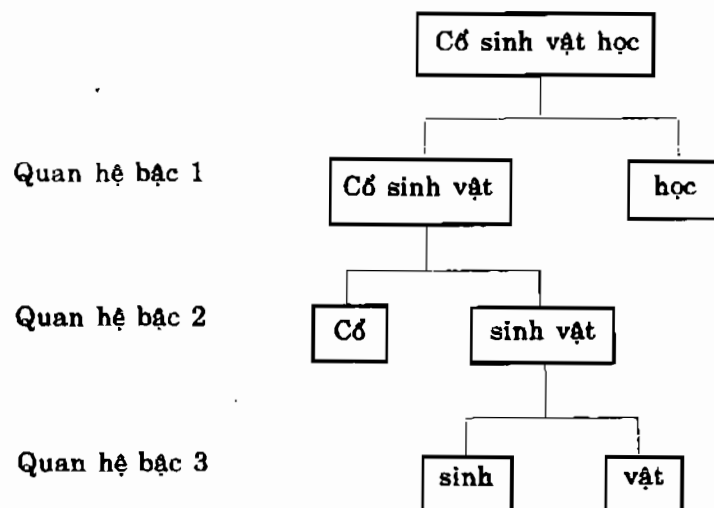 Cổ sinh vật học
Quan hệ bậc 1
Cổ sinh vật
học
Quan hệ bậc 2
Cổ
sinh vật
Quan hệ bậc 3
sinh
vật